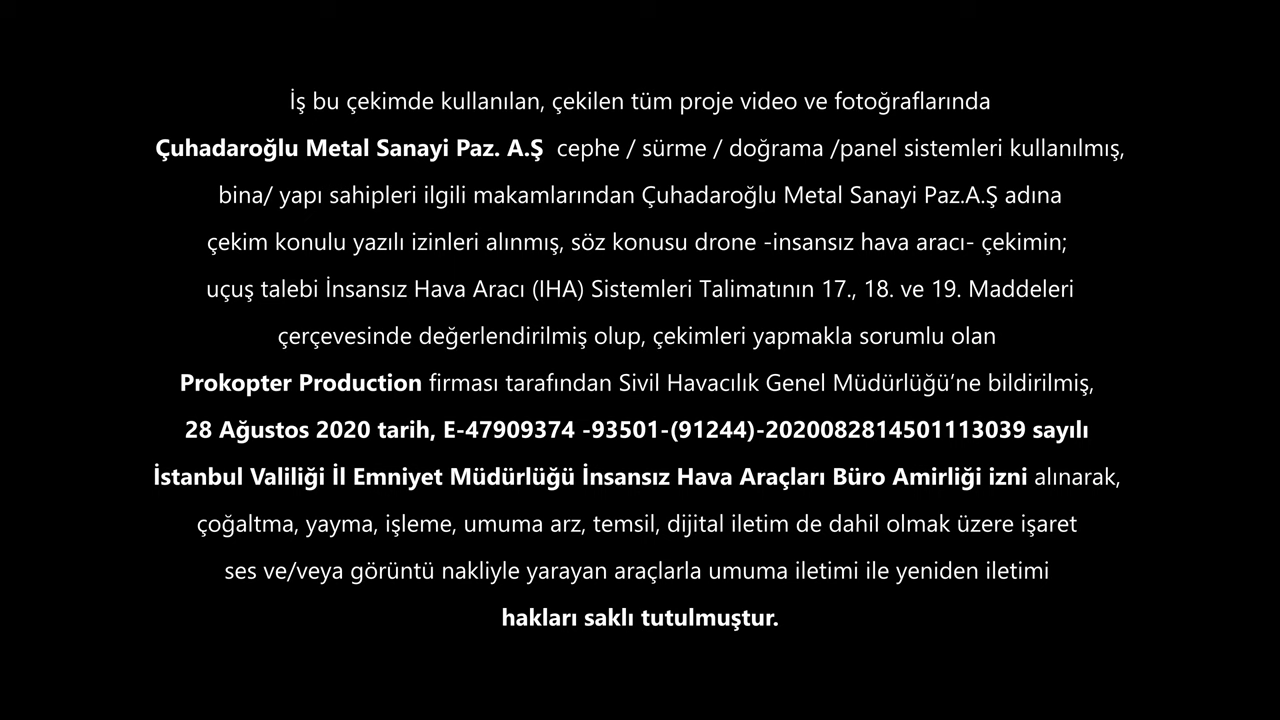 İş bu çekimde kullanılan, çekilen tüm proje video ve fotoğraflarında
Çuhadaroğlu Metal Sanayi Paz. A.Ş cephe / sürme / doğrama /panel sistemleri kullanılmış,
bina/ yapı sahipleri ilgili makamlarından Çuhadaroğlu Metal Sanayi Paz.A.Ş adına
çekim konulu yazılı izinleri alınmış, söz konusu drone -insansız hava aracı- çekimin;
uçuş talebi İnsansız Hava Aracı (IHA) Sistemleri Talimatının 17., 18. ve 19. Maddeleri
çerçevesinde değerlendirilmiş olup, çekimleri yapmakla sorumlu olan
Prokopter Production firması tarafından Sivil Havacılık Genel Müdürlüğü’ne bildirilmiş,
28 Ağustos 2020 tarih, E-47909374 -93501-(91244)-2020082814501113039 sayılı
İstanbul Valiliği İl Emniyet Müdürlüğü İnsansız Hava Araçları Büro Amirliği izni alınarak,
çoğaltma, yayma, işleme, umuma arz, temsil, dijital iletim de dahil olmak üzere işaret
ses ve/veya görüntü nakliyle yarayan araçlarla umuma iletimi ile yeniden iletimi
hakları saklı tutulmuştur.